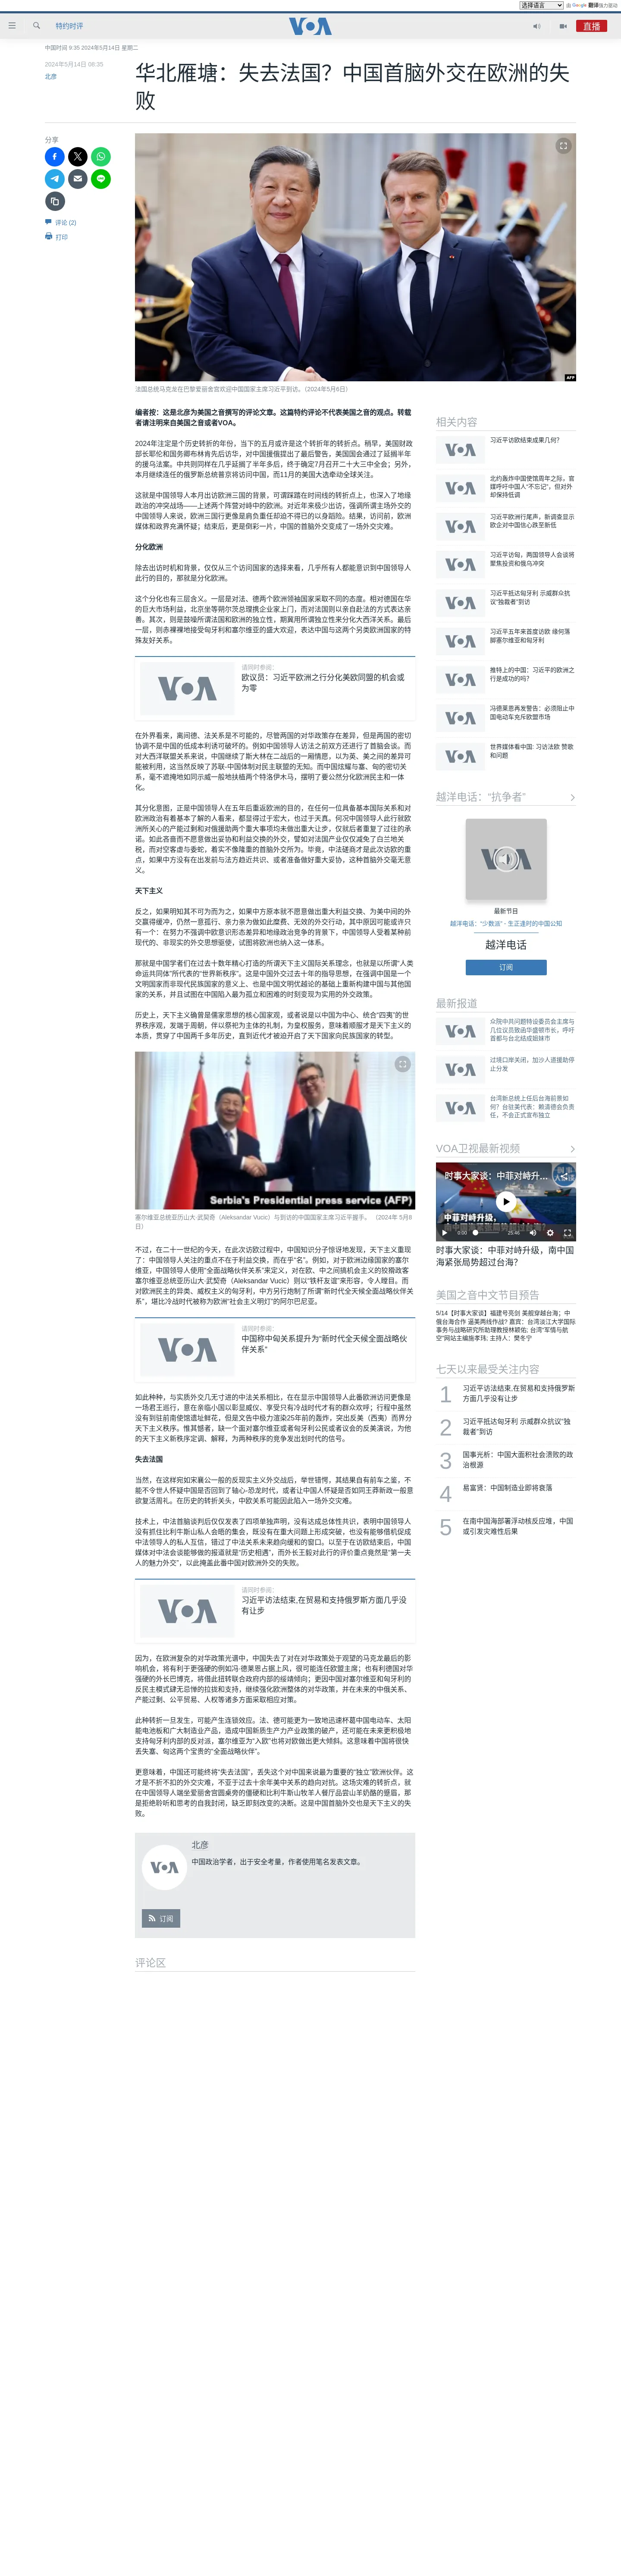 选择语言 由 Google 翻译强力驱动
特约时评
VOA
直播
中国时间 9:35 2024年5月14日 星期二
2024年5月14日 08:35
北彦
华北雁塘：失去法国？中国首脑外交在欧洲的失
败
分享
评论 (2)
打印
AFP
法国总统马克龙在巴黎爱丽舍宫欢迎中国国家主席习近平到访。（2024年5月6日）
编者按：这是北彦为美国之音撰写的评论文章。这篇特约评论不代表美国之音的观点。转载
者请注明来自美国之音或者VOA。
2024年注定是个历史转折的年份，当下的五月或许是这个转折年的转折点。稍早，美国财政
部长耶伦和国务卿布林肯先后访华，对中国援俄提出了最后警告，美国国会通过了延搁半年
的援乌法案。中共则同样在几乎延搁了半年多后，终于确定7月召开二十大三中全会；另外，
本月继续连任的俄罗斯总统普京将访问中国，而11月的美国大选牵动全球关注。
这就是中国领导人本月出访欧洲三国的背景，可谓踩踏在时间线的转折点上，也深入了地缘
政治的冲突战场——上述两个阵营对峙中的欧洲。对近年来极少出访，强调所谓主场外交的
中国领导人来说，欧洲三国行更像是肩负重任却迫不得已的以身蹈险。结果，访问前，欧洲
媒体和政界充满怀疑；结束后，更是倒彩一片，中国的首脑外交变成了一场外交灾难。
分化欧洲
除去出访时机和背景，仅仅从三个访问国家的选择来看，几乎所有人都能意识到中国领导人
此行的目的，那就是分化欧洲。
这个分化也有三层含义。一层是对法、德两个欧洲领袖国家采取不同的态度。相对德国在华
的巨大市场利益，北京坐等朔尔茨总理携企业家上门，而对法国则以亲自赴法的方式表达亲
善。其次，则是鼓噪所谓法国和欧洲的独立性，期冀用所谓独立性来分化大西洋关系。最后
一层，则赤裸裸地接受匈牙利和塞尔维亚的盛大欢迎，表达中国与这两个另类欧洲国家的特
殊友好关系。
请同时参阅:
VOA
欧议员：习近平欧洲之行分化美欧同盟的机会或
为零
在外界看来，离间德、法关系是不可能的，尽管两国的对华政策存在差异，但是两国的密切
协调不是中国的低成本利诱可破坏的。例如中国领导人访法之前双方还进行了首脑会谈。而
对大西洋联盟关系来说，中国继续了斯大林在二战后的一厢情愿，以为英、美之间的差异可
能被利用，这当然反映了苏联-中国体制对民主联盟的无知。而中国炫耀与塞、匈的密切关
系，毫不遮掩地如同示威一般地扶植两个特洛伊木马，摆明了要公然分化欧洲民主和一体
化。
其分化意图，正是中国领导人在五年后重返欧洲的目的，在任何一位具备基本国际关系和对
欧洲政治有着基本了解的人看来，都显得过于宏大，也过于天真。何况中国领导人此行就欧
洲所关心的产能过剩和对俄援助两个重大事项均未做出重大让步，仅就后者重复了过往的承
诺。如此吝啬而不愿意做出妥协和利益交换的外交，譬如对法国产业仅仅减免了白兰地关
税，而对空客虚与委蛇，着实不像隆重的首脑外交所为。毕竟，中法磋商才是此次访欧的重
点，如果中方没有在出发前与法方趋近共识、或者准备做好重大妥协，这种首脑外交毫无意
义。
天下主义
反之，如果明知其不可为而为之，如果中方原本就不愿意做出重大利益交换、为美中间的外
交赢得缓冲，仍然一意孤行、亲力亲为做如此糜费、无效的外交行动，其中原因可能或许只
有一个：在努力不强调中欧意识形态差异和地缘政治竞争的背景下，中国领导人受着某种前
现代的、非现实的外交思想驱使，试图将欧洲也纳入这一体系。
那就是中国学者们在过去十数年精心打造的所谓天下主义国际关系理念，也就是以所谓“人类
命运共同体”所代表的“世界新秩序”。这是中国外交过去十年的指导思想，在强调中国是一个
文明国家而非现代民族国家的意义上、也是中国文明优越论的基础上重新构建中国与其他国
家的关系，并且试图在中国陷入最为孤立和困难的时刻变现为实用的外交政策。
历史上，天下主义确曾是儒家思想的核心国家观，或者说是以中国为中心、统合“四夷”的世
界秩序观，发端于周朝，伴以祭祀为主体的礼制，为皇权服务，意味着顺服才是天下主义的
本质，贯穿了中国两千多年历史，直到近代才被迫开启了天下国家向民族国家的转型。
Serbia's Presidential press service (AFP)
塞尔维亚总统亚历山大·武契奇（Aleksandar Vucic）与到访的中国国家主席习近平握手。 （2024年 5月8
日）
不过，在二十一世纪的今天，在此次访欧过程中，中国知识分子惊讶地发现，天下主义重现
了：中国领导人关注的重点不在于利益交换，而在乎“名”。例如，对于欧洲边缘国家的塞尔
维亚，中国领导人使用“全面战略伙伴关系”来定义，对在欧、中之间搞机会主义的狡猾政客
塞尔维亚总统亚历山大·武契奇（Aleksandar Vucic）则以“铁杆友谊”来形容，令人瞠目。而
对欧洲民主的异类、威权主义的匈牙利，中方另行炮制了所谓“新时代全天候全面战略伙伴关
系”，堪比冷战时代被称为欧洲“社会主义明灯”的阿尔巴尼亚。
请同时参阅:
VOA
中国称中匈关系提升为“新时代全天候全面战略伙
伴关系”
如此种种，与实质外交几无寸进的中法关系相比，在在显示中国领导人此番欧洲访问更像是
一场君王巡行，意在亲临小国以彰显威仪、享受只有冷战时代才有的群众欢呼；行程中虽然
没有到驻前南使馆遗址鲜花，但是文告中极力渲染25年前的轰炸，突出反美（西夷）而界分
天下主义秩序。惟其憾者，缺一个面对塞尔维亚或者匈牙利公民或者议会的反美演说，为他
的天下主义新秩序定调、解释，为两种秩序的竞争发出划时代的信号。
失去法国
当然，在这样宛如宋襄公一般的反现实主义外交战后，举世错愕，其结果自有前车之鉴，不
能不令世人怀疑中国是否回到了轴心-恐龙时代，或者让中国人怀疑是否如同王莽新政一般意
欲复活周礼。在历史的转折关头，中欧关系可能因此陷入一场外交灾难。
技术上，中法首脑谈判后仅仅发表了四项单独声明，没有达成总体性共识，表明中国领导人
没有抓住比利牛斯山私人会晤的集会，既没有在重大问题上形成突破，也没有能够借机促成
中法领导人的私人互信，错过了中法关系未来趋向缓和的窗口。以至于在访欧结束后，中国
媒体对中法会谈能够做的报道就是“历史相遇”，而外长王毅对此行的评价重点竟然是“第一夫
人的魅力外交”，以此掩盖此番中国对欧洲外交的失败。
请同时参阅:
VOA
习近平访法结束,在贸易和支持俄罗斯方面几乎没
有让步
因为，在欧洲复杂的对华政策光谱中，中国失去了对在对华政策处于观望的马克龙最后的影
响机会，将有利于更强硬的例如冯·德莱恩占据上风，很可能连任欧盟主席；也有利德国对华
强硬的外长巴博克，将借此扭转联合政府内部的绥靖倾向；更因中国对塞尔维亚和匈牙利的
反民主模式肆无忌惮的拉拢和支持，继续强化欧洲整体的对华政策，并在未来的中俄关系、
产能过剩、公平贸易、人权等诸多方面采取相应对策。
此种转折一旦发生，可能产生连锁效应。法、德可能更为一致地迅速杯葛中国电动车、太阳
能电池板和广大制造业产品，造成中国新质生产力产业政策的破产，还可能在未来更积极地
支持匈牙利内部的反对派，塞尔维亚为“入欧”也将对欧做出更大倾斜。这意味着中国将很快
丢失塞、匈这两个宝贵的“全面战略伙伴”。
更意味着，中国还可能终将“失去法国”，丢失这个对中国来说最为重要的“独立”欧洲伙伴。这
才是不折不扣的外交灾难，不亚于过去十余年美中关系的趋向对抗。这场灾难的转折点，就
在中国领导人端坐爱丽舍宫圆桌旁的僵硬和比利牛斯山牧羊人餐厅品尝山羊奶酪的蹙眉，那
是拒绝聆听和思考的自我封闭，缺乏即刻改变的决断。这是中国首脑外交也是天下主义的失
败。
VOA
北彦
中国政治学者，出于安全考量，作者使用笔名发表文章。
订阅
评论区
相关内容
习近平访欧结束成果几何？
北约轰炸中国使馆周年之际，官
媒呼吁中国人“不忘记”，但对外
却保持低调
习近平欧洲行尾声，新调查显示
欧企对中国信心跌至新低
习近平访匈，两国领导人会谈将
聚焦投资和俄乌冲突
习近平抵达匈牙利 示威群众抗
议“独裁者”到访
习近平五年来首度访欧 缘何落
脚塞尔维亚和匈牙利
推特上的中国：习近平的欧洲之
行是成功的吗？
冯德莱恩再发警告：必须阻止中
国电动车充斥欧盟市场
世界媒体看中国: 习访法欧 赞歌
和问题
越洋电话：“抗争者”
最新节目
越洋电话：“少数派” - 生正逢时的中国公知
越洋电话
订阅
最新报道
众院中共问题特设委员会主席与
几位议员致函华盛顿市长，呼吁
首都与台北结成姐妹市
过境口岸关闭，加沙人道援助停
止分发
台湾新总统上任后台海前景如
何？台驻美代表：赖清德会负责
任，不会正式宣布独立
VOA卫视最新视频
时事大家谈：中菲对峙升...
中菲对峙升级，
0:00 25:46
时事大家谈：中菲对峙升级，南中国
海紧张局势超过台海？
美国之音中文节目预告
5/14【时事大家谈】福建号亮剑 美舰穿越台海；中
俄台海合作 逼美两线作战? 嘉宾：台湾淡江大学国际
事务与战略研究所助理教授林颖佑; 台湾“军情与航
空”网站主编施孝玮; 主持人：樊冬宁
七天以来最受关注内容
1 习近平访法结束,在贸易和支持俄罗斯
方面几乎没有让步
2 习近平抵达匈牙利 示威群众抗议“独
裁者”到访
3 国事光析：中国大面积社会溃败的政
治根源
4 易富贤：中国制造业即将衰落
5 在南中国海部署浮动核反应堆，中国
或引发灾难性后果